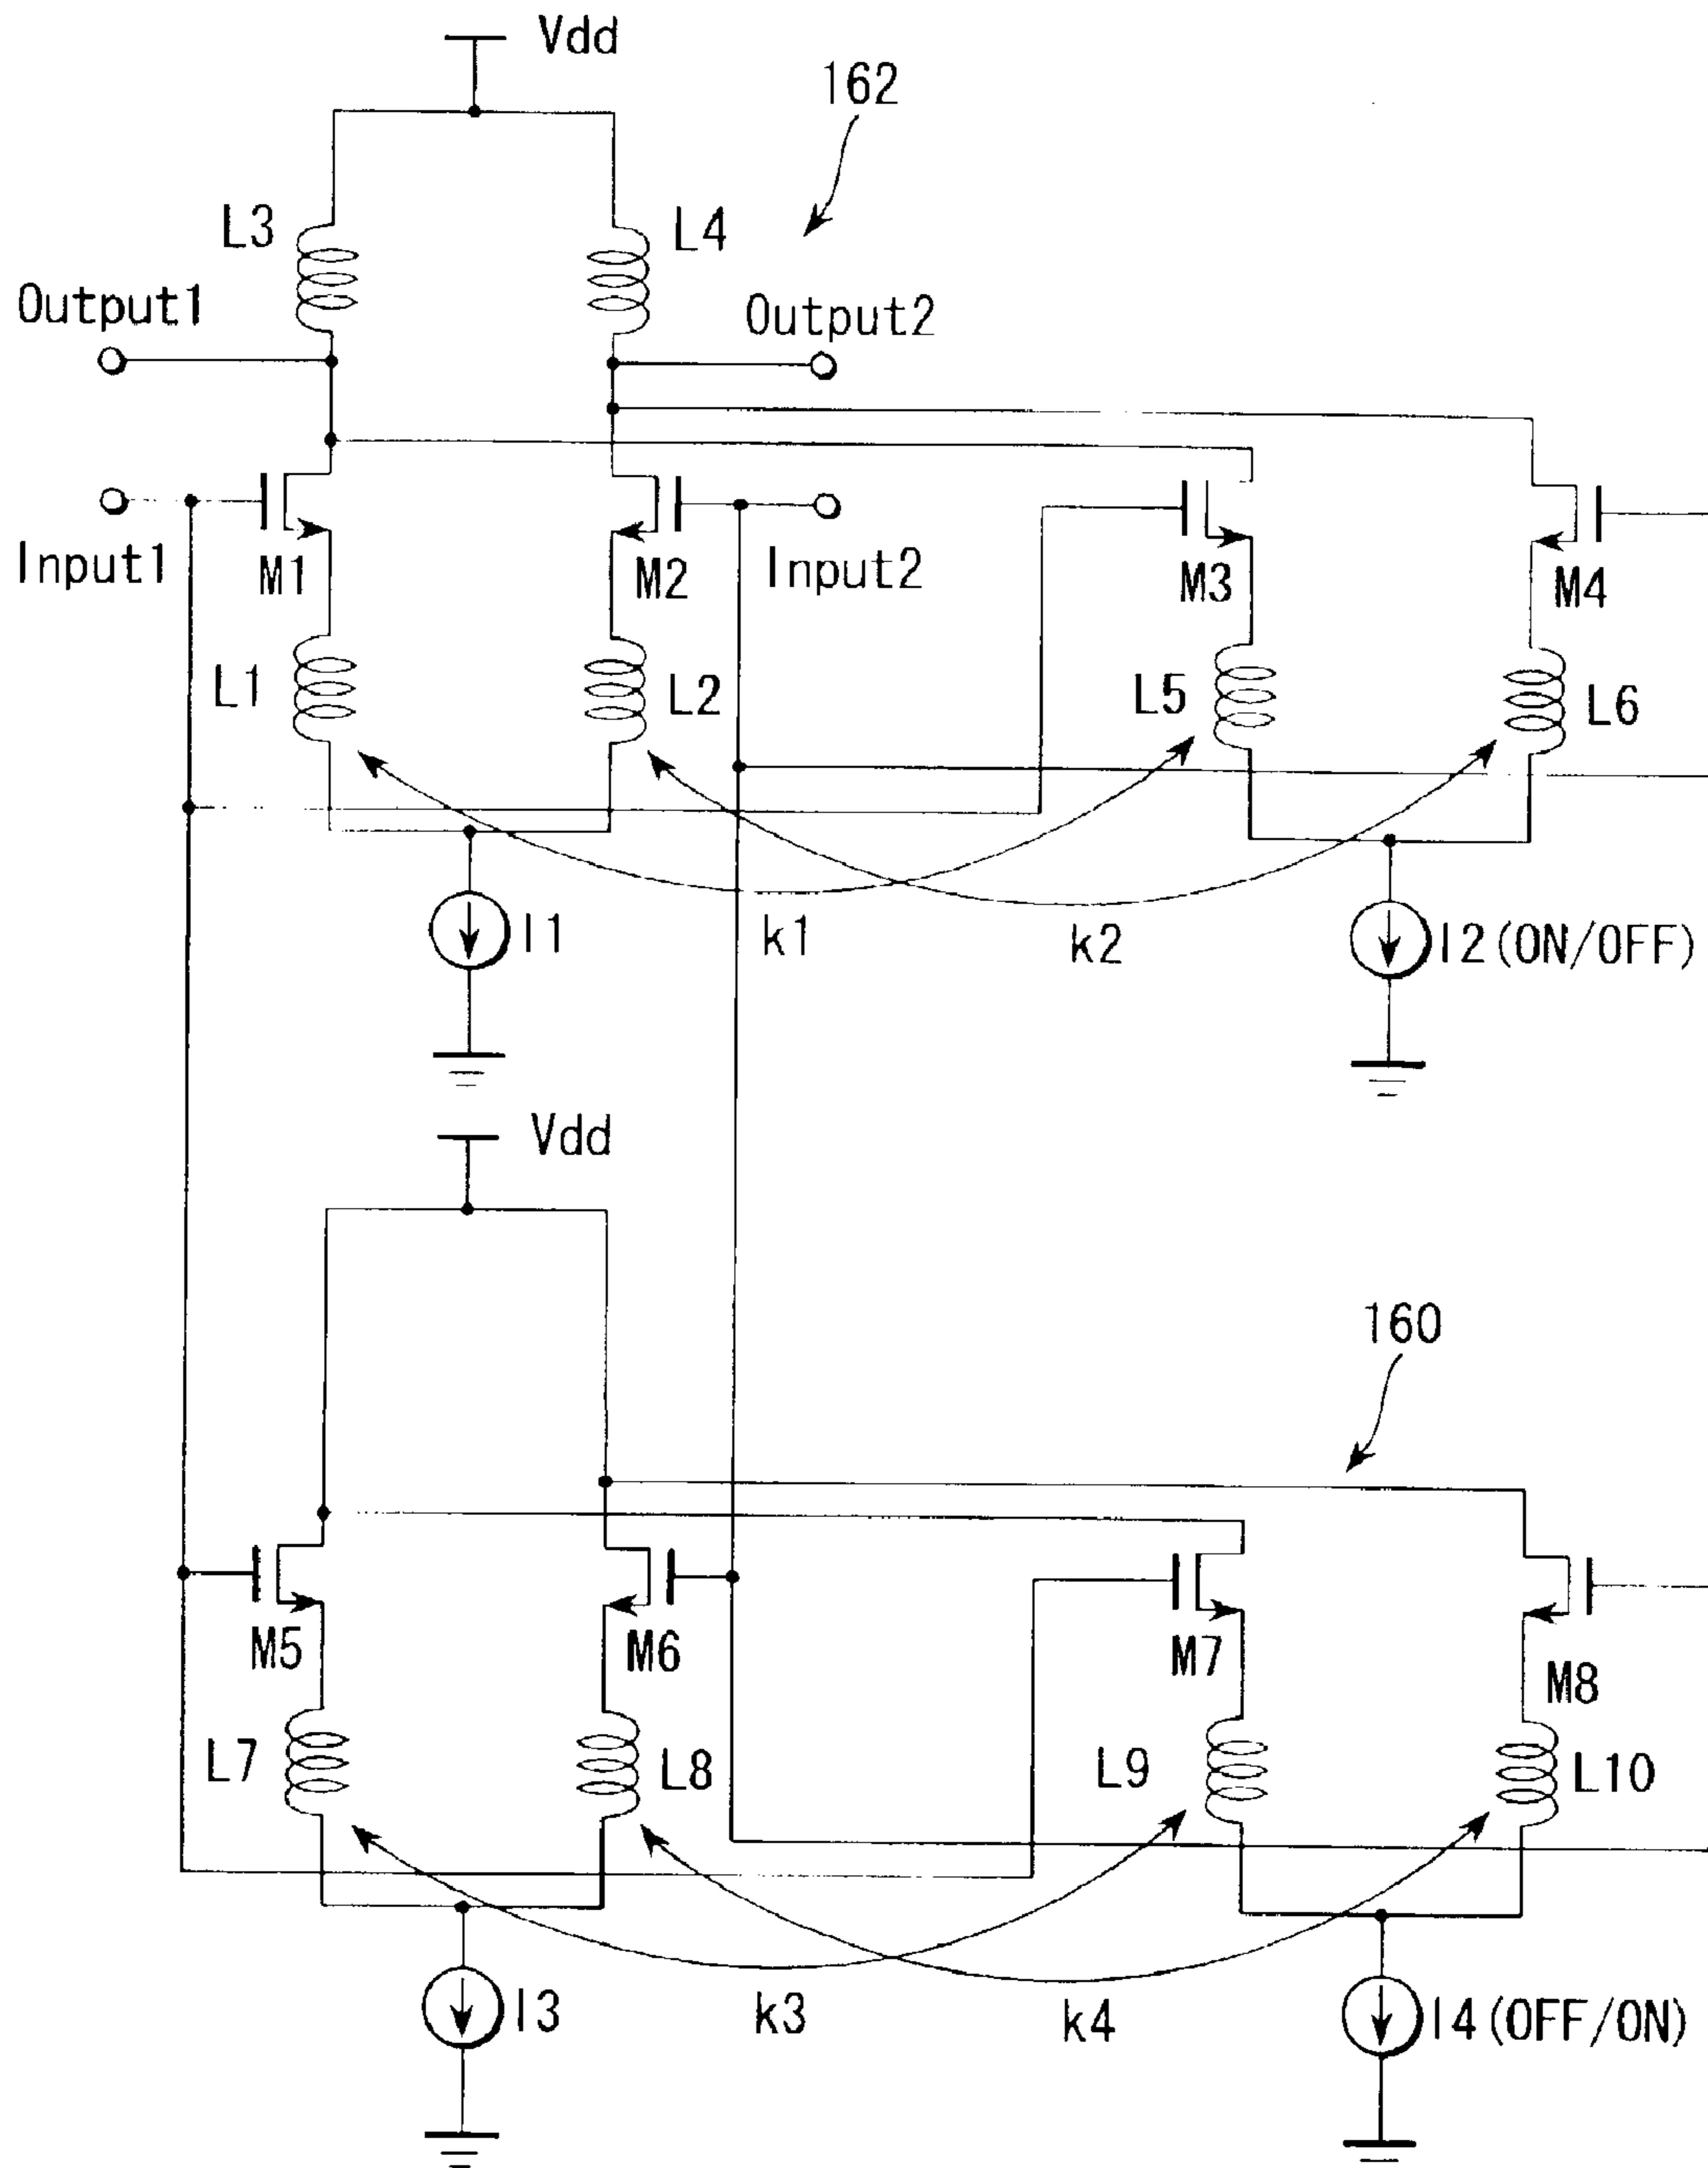 Vdd
162
L3
L4
Output1
Output2
Input1
M1
M2
Input2
M3
M4
L1
L2
L5
L6
I1
k1
k2
I2(ON/OFF)
Vdd
160
M5
M6
M7
M8
L7
L8
L9
L10
I3
k3
k4
I4(OFF/ON)